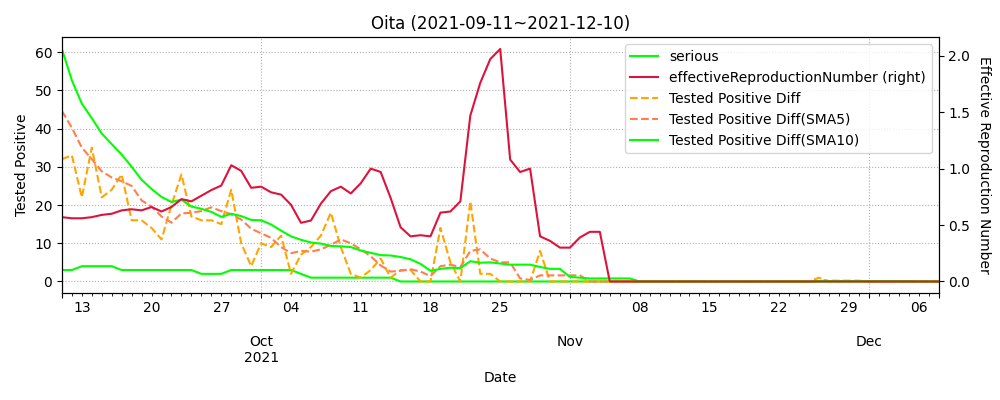 Oita (2021-09-11~2021-12-10)
serious
effectiveReproductionNumber (right)
Tested Positive Diff
Tested Positive Diff(SMA5)
Tested Positive Diff(SMA10)
Tested Positive
60
50
40
30
20
10
0
2.0
1.5
1.0
0.5
0.0
Effective Reproduction Number
13 20 27 04 11 18 25 08 15 22 29 06
Oct Nov Dec
2021
Date